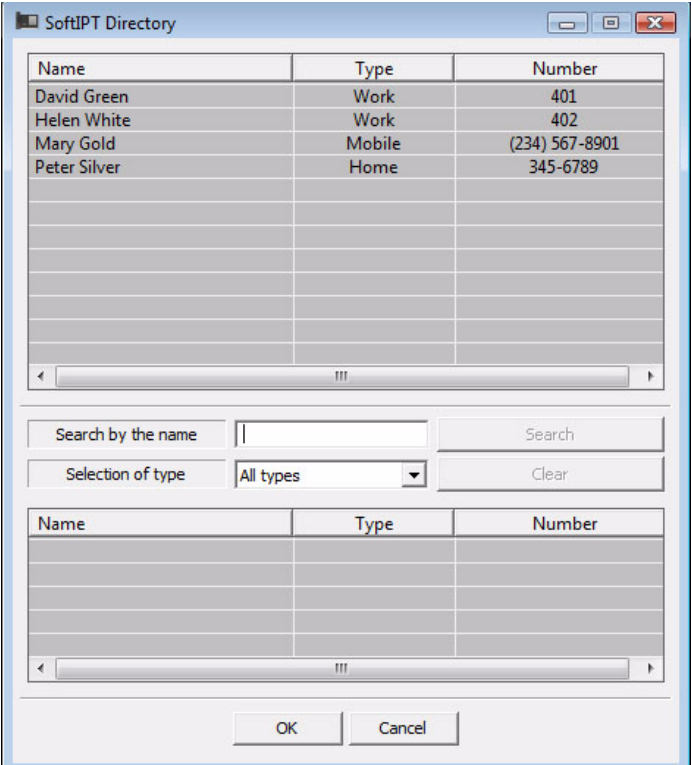 SoftIPT Directory
Name Type Number
David Green Work 401
Helen White Work 402
Mary Gold Mobile (234) 567-8901
Peter Silver Home 345-6789
Search by the name Search
Selection of type All types Clear
Name Type Number
OK Cancel